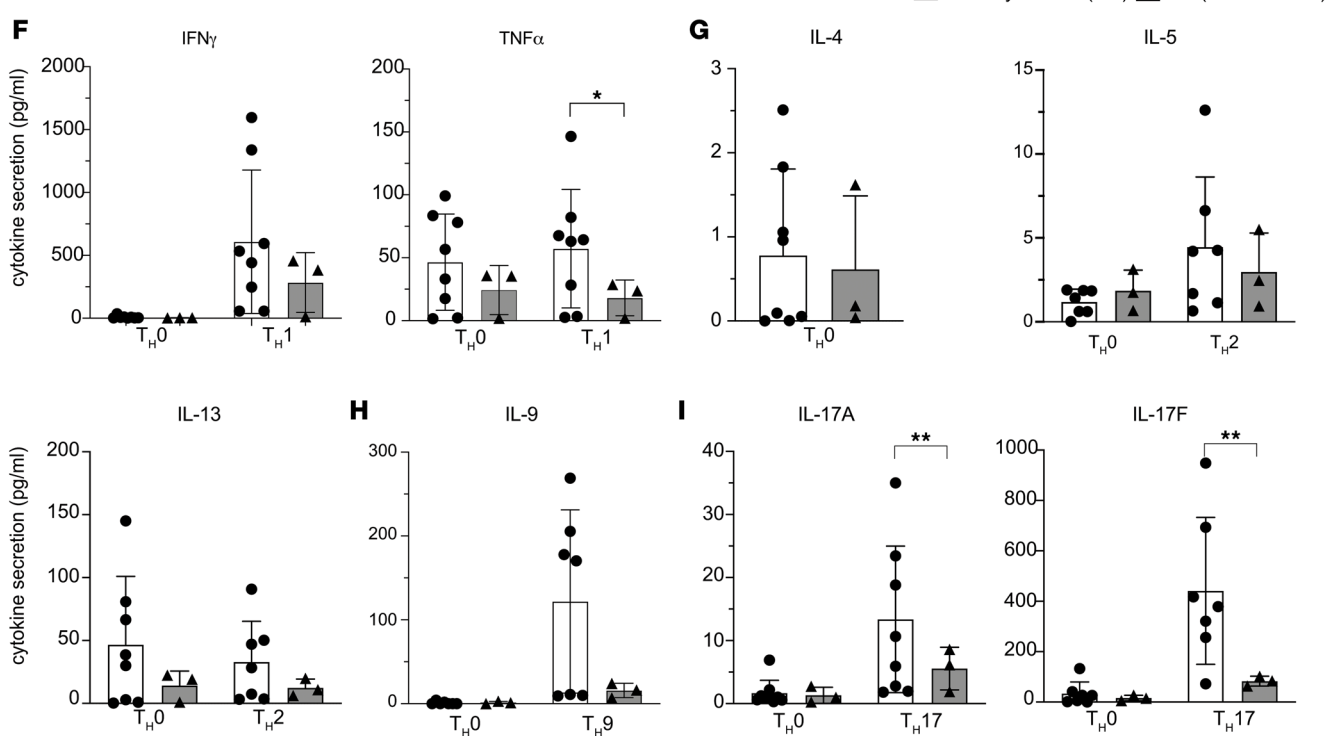 F
IFNγ
cytokine secretion (pg/ml)
2000
1500
1000
500
0
TH0
TH1
TNFα
200
150
100
50
0
*
TH0
TH1
G
IL-4
3
2
1
0
TH0
IL-5
15
10
5
0
TH0
TH2
IL-13
cytokine secretion (pg/ml)
200
150
100
50
0
TH0
TH2
H
IL-9
300
200
100
0
TH0
TH9
I
IL-17A
40
30
20
10
0
**
TH0
TH17
IL-17F
1000
800
600
400
200
0
**
TH0
TH17